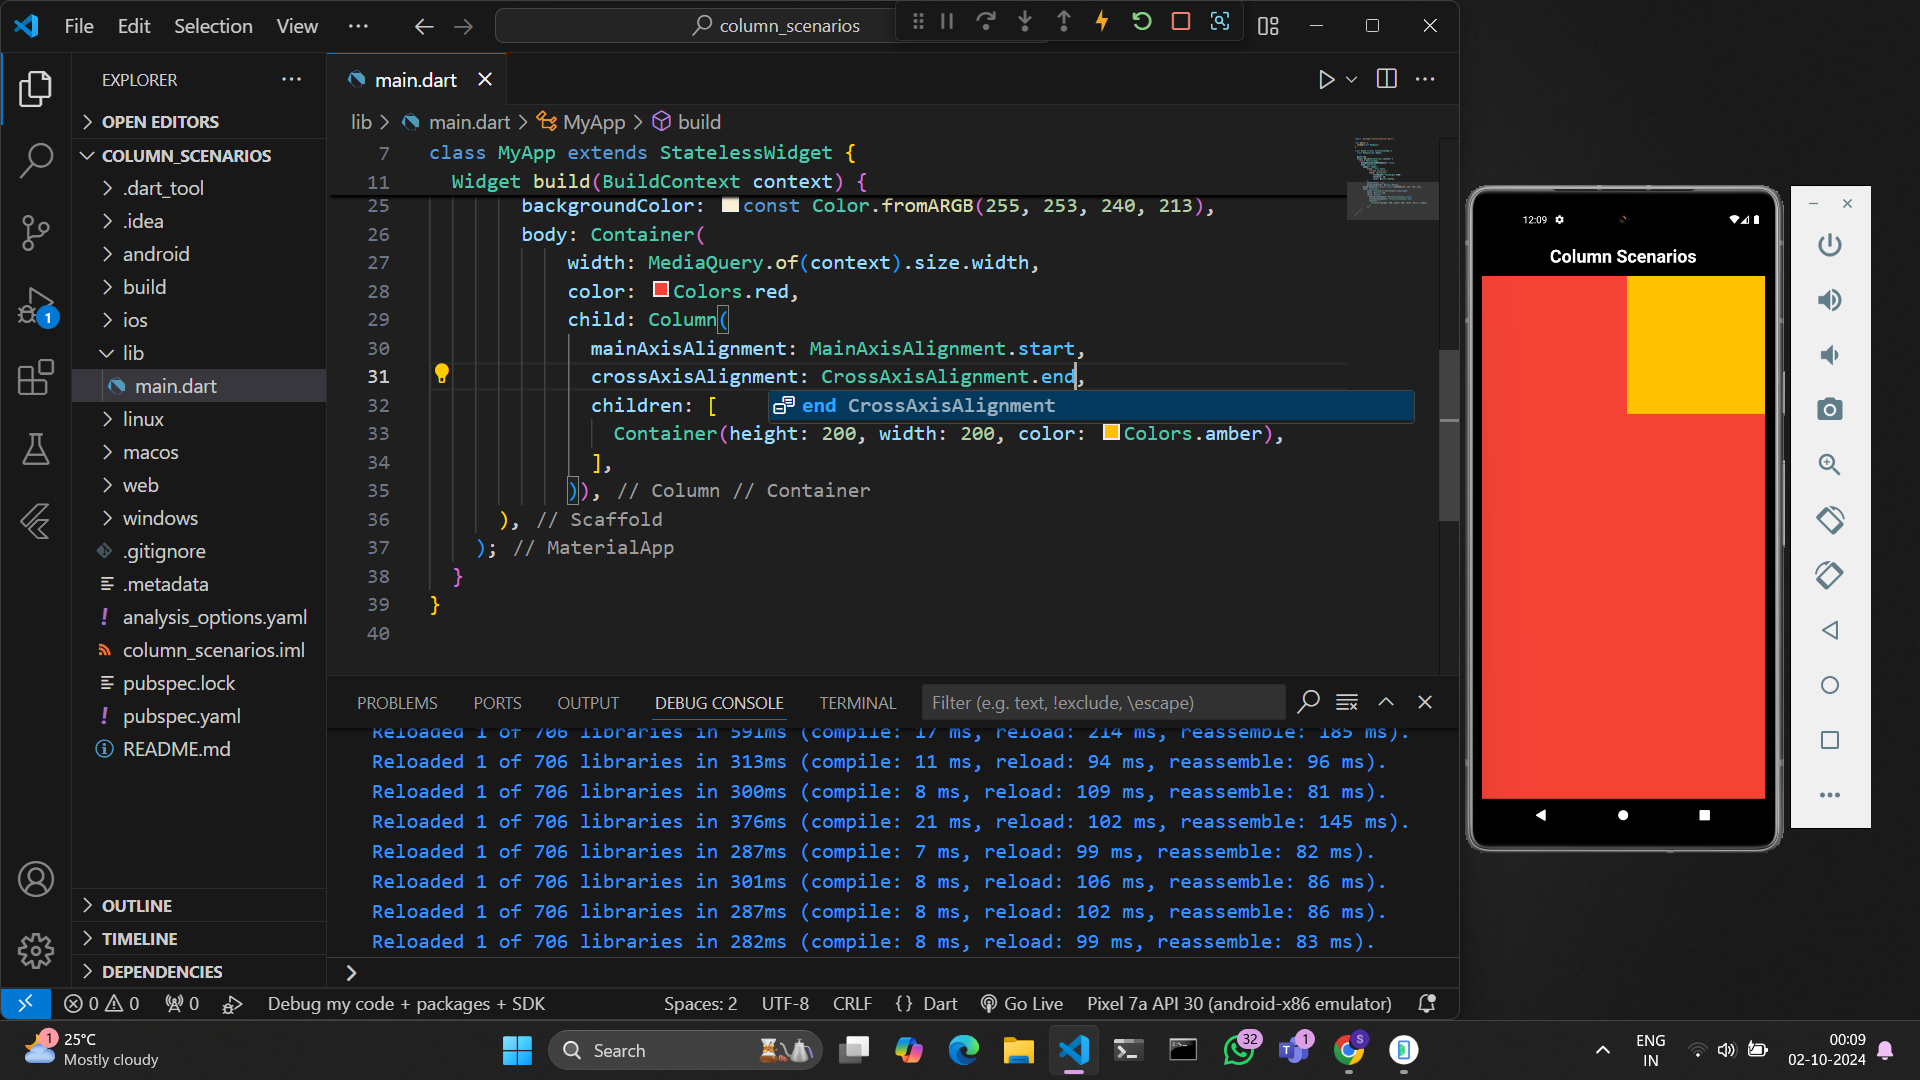 File Edit Selection View ··· column_scenarios
EXPLORER
OPEN EDITORS
COLUMN_SCENARIOS
.dart_tool
.idea
android
build
ios
lib
main.dart
linux
macos
web
windows
.gitignore
.metadata
analysis_options.yaml
column_scenarios.iml
pubspec.lock
pubspec.yaml
README.md
OUTLINE
TIMELINE
DEPENDENCIES
1
main.dart
lib > main.dart > MyApp > build
7 class MyApp extends StatelessWidget {
11 Widget build(BuildContext context) {
25 backgroundColor: const Color.fromARGB(255, 253, 240, 213),
26 body: Container(
27 width: MediaQuery.of(context).size.width,
28 color: Colors.red,
29 child: Column(
30 mainAxisAlignment: MainAxisAlignment.start,
31 crossAxisAlignment: CrossAxisAlignment.end,
32 children: [
end CrossAxisAlignment
33 Container(height: 200, width: 200, color: Colors.amber),
34 ],
35 )), // Column // Container
36 ), // Scaffold
37 ); // MaterialApp
38 }
39 }
40
PROBLEMS PORTS OUTPUT DEBUG CONSOLE TERMINAL Filter (e.g. text, !exclude, \escape)
Reloaded 1 of 706 libraries in 591ms (compile: 17 ms, reload: 214 ms, reassemble: 185 ms).
Reloaded 1 of 706 libraries in 313ms (compile: 11 ms, reload: 94 ms, reassemble: 96 ms).
Reloaded 1 of 706 libraries in 300ms (compile: 8 ms, reload: 109 ms, reassemble: 81 ms).
Reloaded 1 of 706 libraries in 376ms (compile: 21 ms, reload: 102 ms, reassemble: 145 ms).
Reloaded 1 of 706 libraries in 287ms (compile: 7 ms, reload: 99 ms, reassemble: 82 ms).
Reloaded 1 of 706 libraries in 301ms (compile: 8 ms, reload: 106 ms, reassemble: 86 ms).
Reloaded 1 of 706 libraries in 287ms (compile: 8 ms, reload: 102 ms, reassemble: 86 ms).
Reloaded 1 of 706 libraries in 282ms (compile: 8 ms, reload: 99 ms, reassemble: 83 ms).
0 0 0 Debug my code + packages + SDK Spaces: 2 UTF-8 CRLF {} Dart Go Live Pixel 7a API 30 (android-x86 emulator)
12:09
Column Scenarios
1 25°C
Mostly cloudy
Search
32 1 S
ENG
IN
00:09
02-10-2024